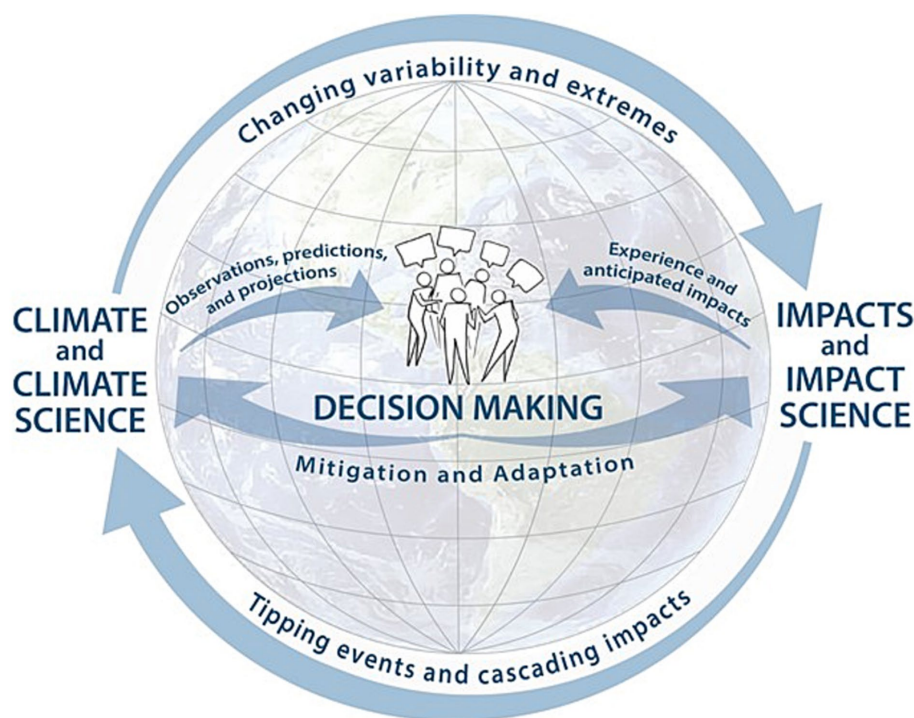 Changing variability and extremes
Observations, predictions,
and projections
Experience and
anticipated impacts
CLIMATE
and
CLIMATE
SCIENCE
IMPACTS
and
IMPACT
SCIENCE
DECISION MAKING
Mitigation and Adaptation
Tipping events and cascading impacts